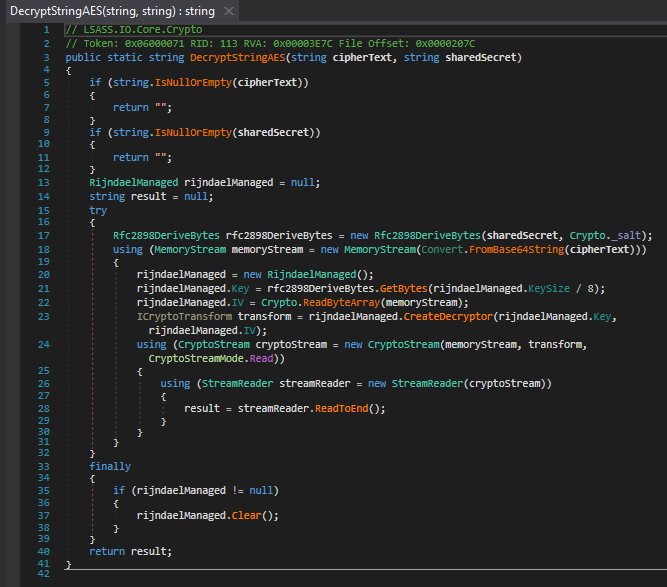 DecryptStringAES(string, string) : string ×
1 // LSASS.IO.Core.Crypto
2 // Token: 0x06000071 RID: 113 RVA: 0x00003E7C File Offset: 0x0000207C
3 public static string DecryptStringAES(string cipherText, string sharedSecret)
4 {
5 if (string.IsNullOrEmpty(cipherText))
6 {
7 return "";
8 }
9 if (string.IsNullOrEmpty(sharedSecret))
10 {
11 return "";
12 }
13 RijndaelManaged rijndaelManaged = null;
14 string result = null;
15 try
16 {
17 Rfc2898DeriveBytes rfc2898DeriveBytes = new Rfc2898DeriveBytes(sharedSecret, Crypto._salt);
18 using (MemoryStream memoryStream = new MemoryStream(Convert.FromBase64String(cipherText)))
19 {
20 rijndaelManaged = new RijndaelManaged();
21 rijndaelManaged.Key = rfc2898DeriveBytes.GetBytes(rijndaelManaged.KeySize / 8);
22 rijndaelManaged.IV = Crypto.ReadByteArray(memoryStream);
23 ICryptoTransform transform = rijndaelManaged.CreateDecryptor(rijndaelManaged.Key,
rijndaelManaged.IV);
24 using (CryptoStream cryptoStream = new CryptoStream(memoryStream, transform,
CryptoStreamMode.Read))
25 {
26 using (StreamReader streamReader = new StreamReader(cryptoStream))
27 {
28 result = streamReader.ReadToEnd();
29 }
30 }
31 }
32 }
33 finally
34 {
35 if (rijndaelManaged != null)
36 {
37 rijndaelManaged.Clear();
38 }
39 }
40 return result;
41 }
42